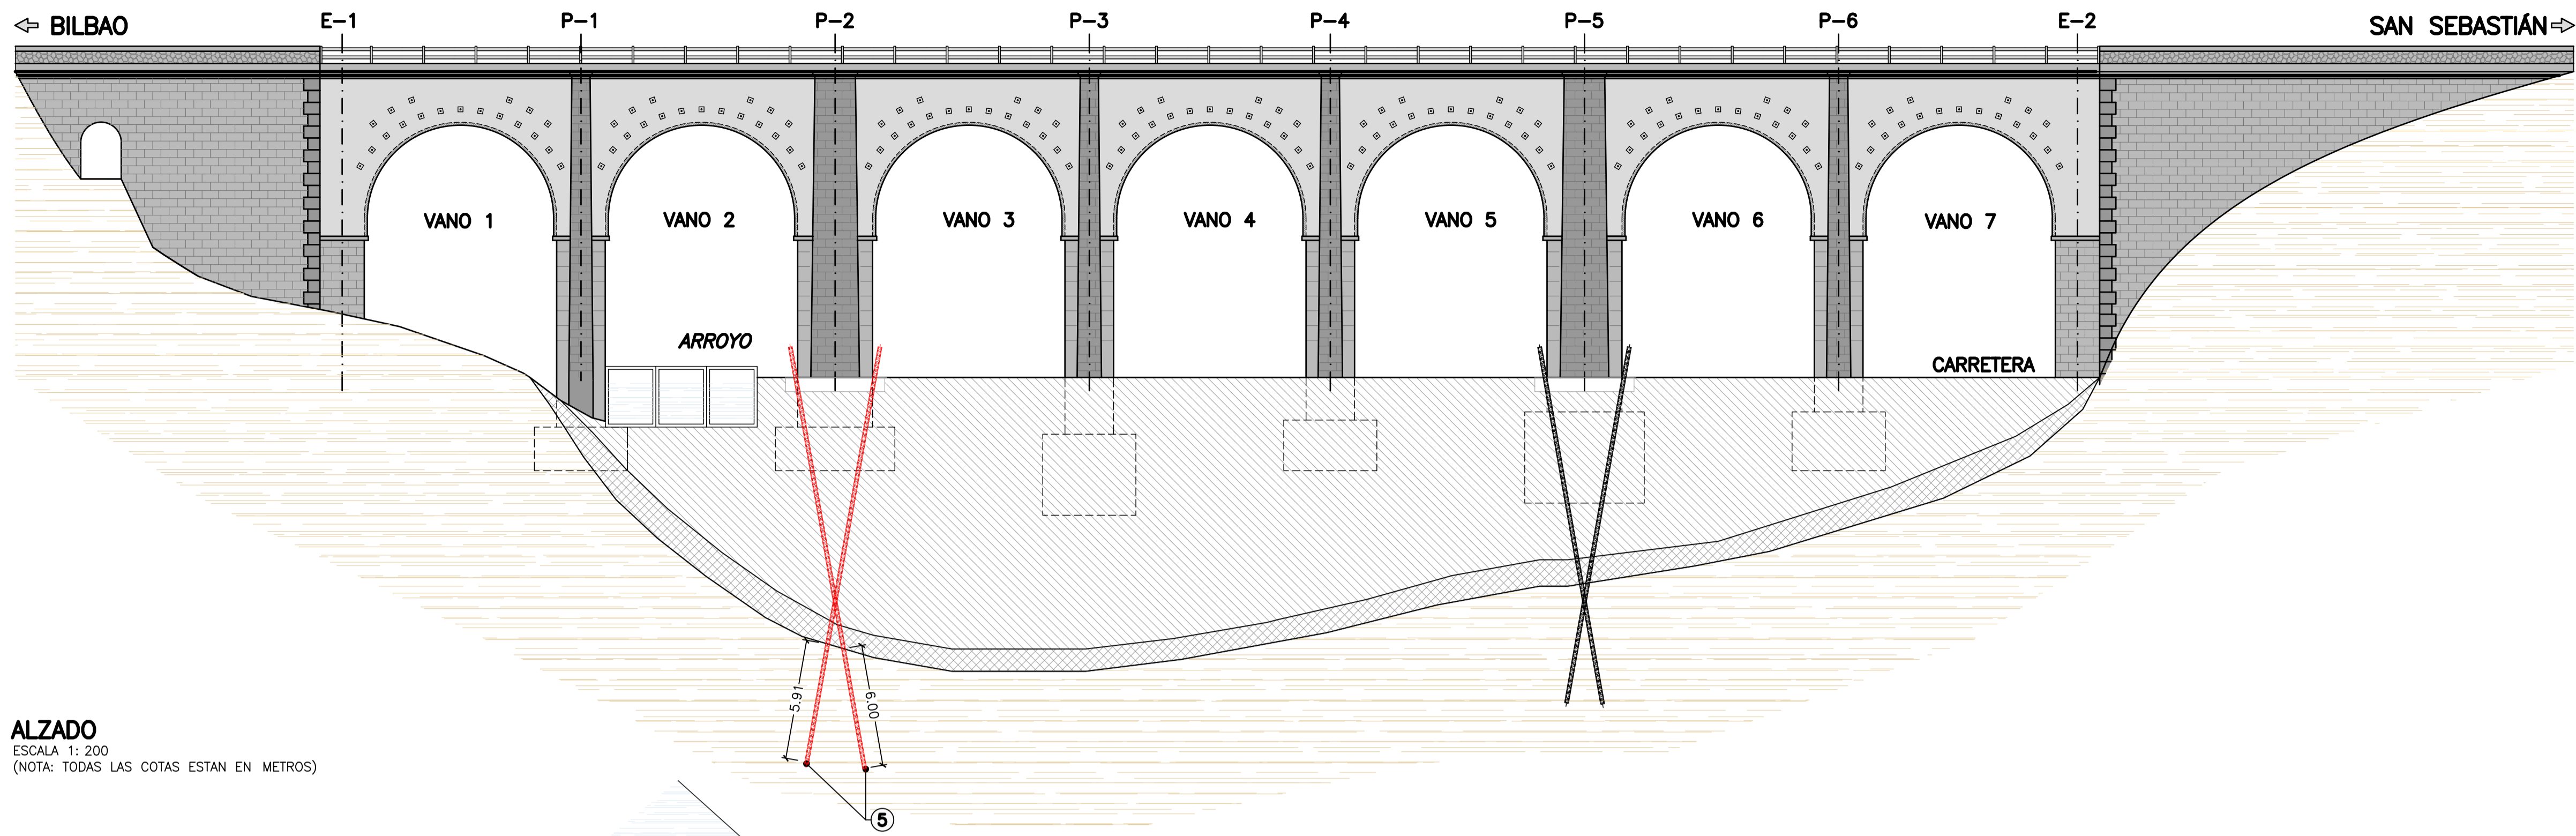 BILBAO
E-1
P-1
P-2
P-3
P-4
P-5
P-6
E-2
SAN SEBASTIÁN
VANO 1
VANO 2
VANO 3
VANO 4
VANO 5
VANO 6
VANO 7
ARROYO
CARRETERA
5.91
6.00
5
ALZADO
ESCALA 1: 200
(NOTA: TODAS LAS COTAS ESTAN EN METROS)